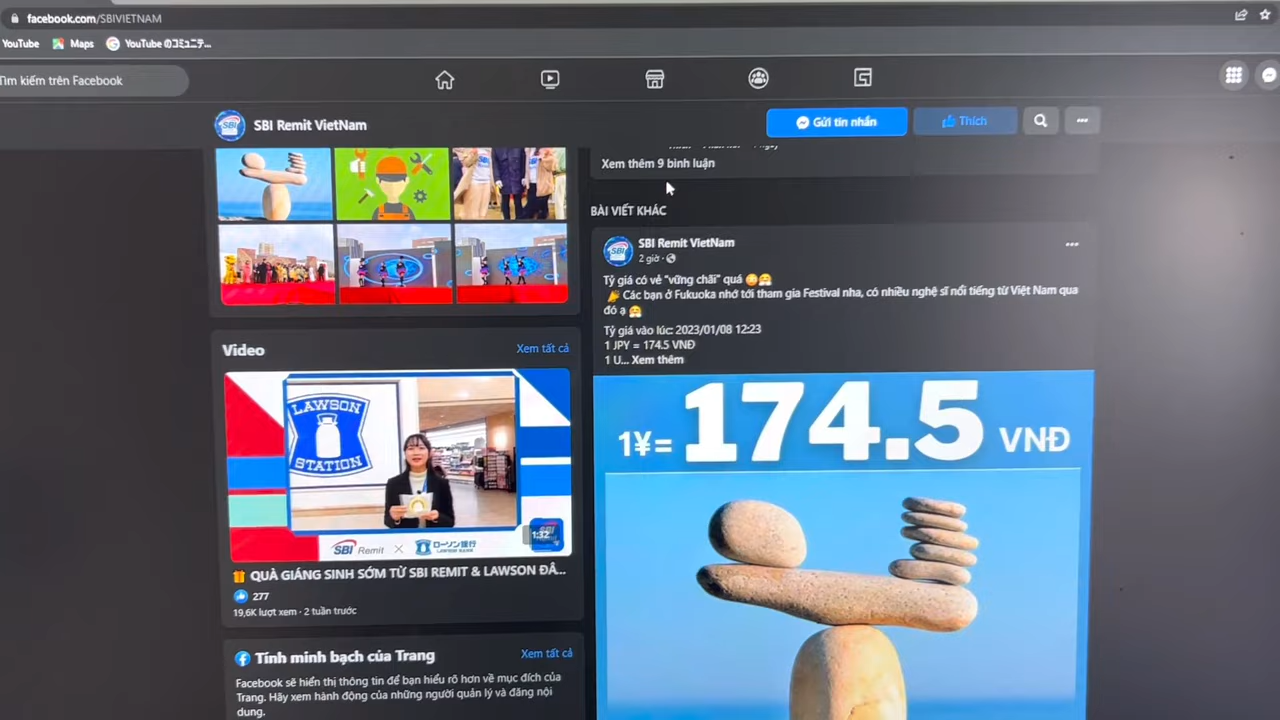 facebook.com/SBIVIETNAM
YouTube
Maps
YouTube のコミュニテ...
Tìm kiếm trên Facebook
SBI Remit VietNam
Gửi tin nhắn
Thích
Xem thêm 9 bình luận
BÀI VIẾT KHÁC
SBI
SBI Remit VietNam
2 giờ
Tỷ giá có vẻ "vững chãi" quá
Các bạn ở Fukuoka nhớ tới tham gia Festival nha, có nhiều nghệ sĩ nổi tiếng từ Việt Nam qua
đó ạ
Tỷ giá vào lúc: 2023/01/08 12:23
1 JPY = 174.5 VNĐ
1 U... Xem thêm
1¥= 174.5 VNĐ
Video
Xem tất cả
LAWSON
STATION
SBI Remit × ローソン銀行
1:32
QUÀ GIÁNG SINH SỚM TỪ SBI REMIT & LAWSON ĐÂ...
277
19,6K lượt xem · 2 tuần trước
Tính minh bạch của Trang
Xem tất cả
Facebook sẽ hiển thị thông tin để bạn hiểu rõ hơn về mục đích của
Trang. Hãy xem hành động của những người quản lý và đăng nội
dung.